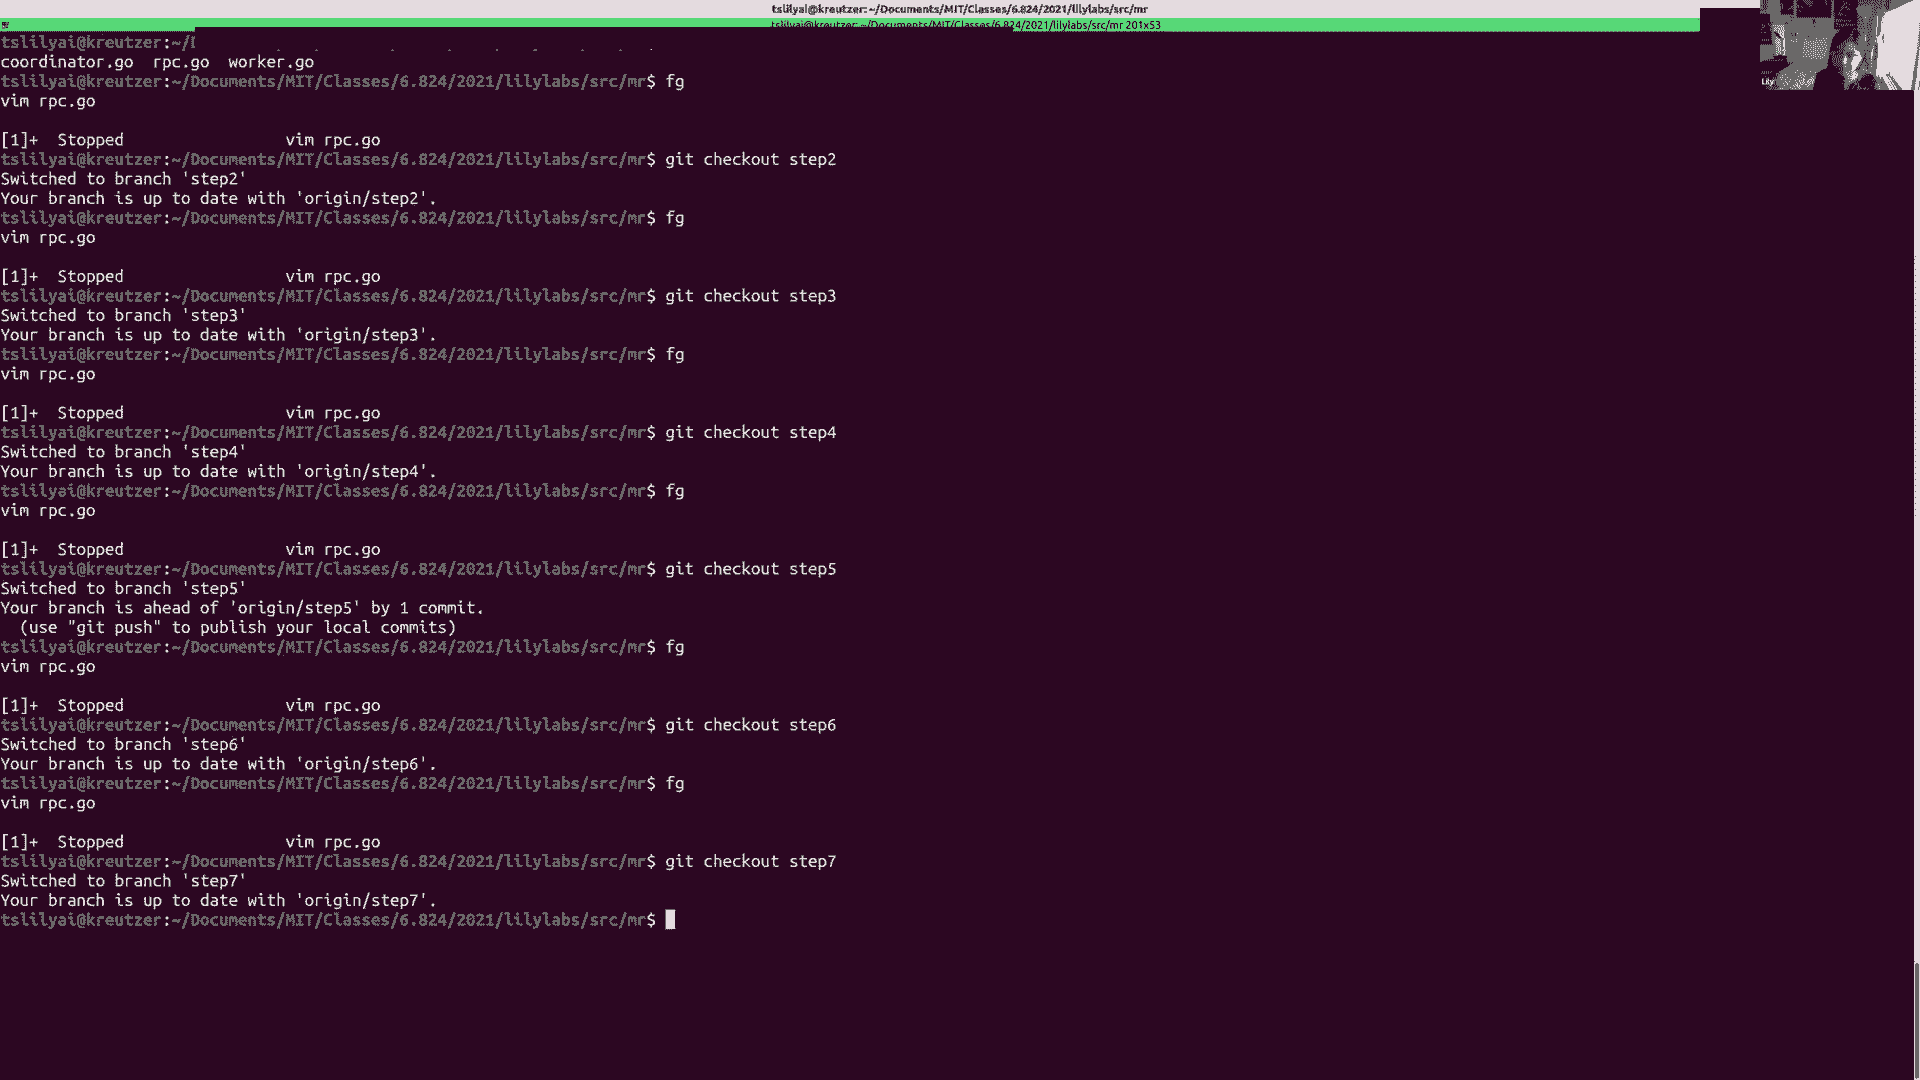 tslilyai@kreutzer: ~/Documents/MIT/Classes/6.824/2021/lilylabs/src/mr
tslilyai@kreutzer: ~/Documents/MIT/Classes/6.824/2021/lilylabs/src/mr 201x53
Lily
tslilyai@kreutzer:~/
coordinator.go  rpc.go  worker.go
tslilyai@kreutzer:~/Documents/MIT/Classes/6.824/2021/lilylabs/src/mr$ fg
vim rpc.go
[1]+  Stopped                 vim rpc.go
tslilyai@kreutzer:~/Documents/MIT/Classes/6.824/2021/lilylabs/src/mr$ git checkout step2
Switched to branch 'step2'
Your branch is up to date with 'origin/step2'.
tslilyai@kreutzer:~/Documents/MIT/Classes/6.824/2021/lilylabs/src/mr$ fg
vim rpc.go
[1]+  Stopped                 vim rpc.go
tslilyai@kreutzer:~/Documents/MIT/Classes/6.824/2021/lilylabs/src/mr$ git checkout step3
Switched to branch 'step3'
Your branch is up to date with 'origin/step3'.
tslilyai@kreutzer:~/Documents/MIT/Classes/6.824/2021/lilylabs/src/mr$ fg
vim rpc.go
[1]+  Stopped                 vim rpc.go
tslilyai@kreutzer:~/Documents/MIT/Classes/6.824/2021/lilylabs/src/mr$ git checkout step4
Switched to branch 'step4'
Your branch is up to date with 'origin/step4'.
tslilyai@kreutzer:~/Documents/MIT/Classes/6.824/2021/lilylabs/src/mr$ fg
vim rpc.go
[1]+  Stopped                 vim rpc.go
tslilyai@kreutzer:~/Documents/MIT/Classes/6.824/2021/lilylabs/src/mr$ git checkout step5
Switched to branch 'step5'
Your branch is ahead of 'origin/step5' by 1 commit.
  (use "git push" to publish your local commits)
tslilyai@kreutzer:~/Documents/MIT/Classes/6.824/2021/lilylabs/src/mr$ fg
vim rpc.go
[1]+  Stopped                 vim rpc.go
tslilyai@kreutzer:~/Documents/MIT/Classes/6.824/2021/lilylabs/src/mr$ git checkout step6
Switched to branch 'step6'
Your branch is up to date with 'origin/step6'.
tslilyai@kreutzer:~/Documents/MIT/Classes/6.824/2021/lilylabs/src/mr$ fg
vim rpc.go
[1]+  Stopped                 vim rpc.go
tslilyai@kreutzer:~/Documents/MIT/Classes/6.824/2021/lilylabs/src/mr$ git checkout step7
Switched to branch 'step7'
Your branch is up to date with 'origin/step7'.
tslilyai@kreutzer:~/Documents/MIT/Classes/6.824/2021/lilylabs/src/mr$